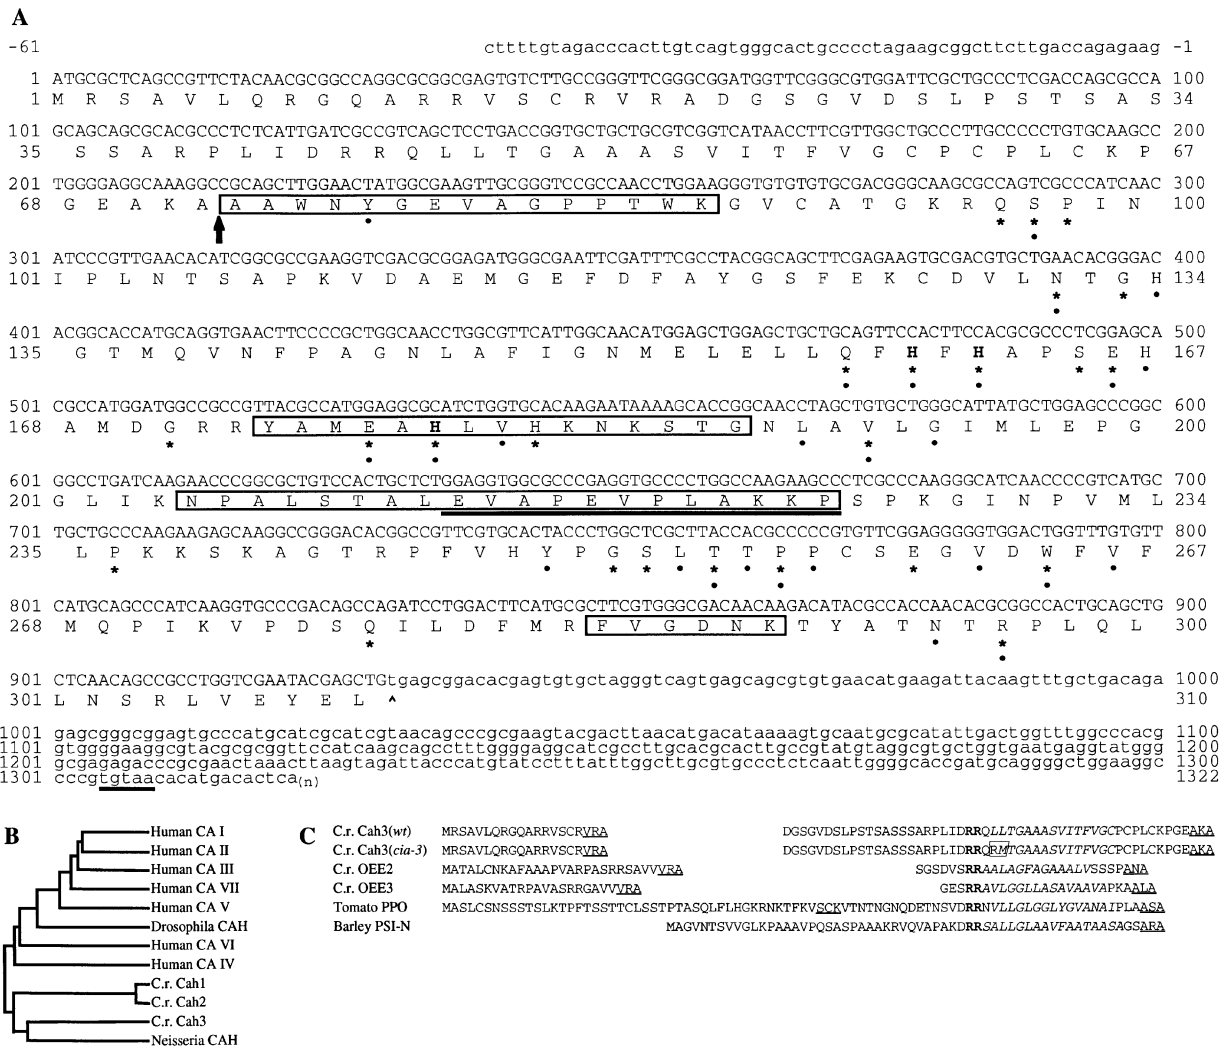 A
-61 cttttgtagacccacttgtcagtgggcactgcccctagaagcggcttcttgaccagagaag -1
1 ATGCGCTCAGCCGTTCTACAACGCGGCCAGGCGCGGCGAGTGTCTTGCCGGGTTCGGGCGGATGGTTCGGGCGTGGATTCGCTGCCCTCGACCAGCGCCA 100
1 M R S A V L Q R G Q A R R V S C R V R A D G S G V D S L P S T S A S 34
101 GCAGCAGCGCACGCCCTCTCATTGATCGCCGTCAGCTCCTGACCGGTGCTGCTGCGTCGGTCATAACCTTCGTTGGCTGCCCTTGCCCCCTGTGCAAGCC 200
35 S S A R P L I D R R Q L L T G A A A S V I T F V G C P C P L C K P 67
201 TGGGGAGGCAAAGGCCGCAGCTTGGAACTATGGCGAAGTTGCGGGTCCGCCAACCTGGAAGGGTGTGTGTGCGACGGGCAAGCGCCAGTCGCCCATCAAC 300
68 G E A K A A A W N Y G E V A G P P T W K G V C A T G K R Q S P I N 100
301 ATCCCGTTGAACACATCGGCGCCGAAGGTCGACGCGGAGATGGGCGAATTCGATTTCGCCTACGGCAGCTTCGAGAAGTGCGACGTGCTGAACACGGGAC 400
101 I P L N T S A P K V D A E M G E F D F A Y G S F E K C D V L N T G H 134
401 ACGGCACCATGCAGGTGAACTTCCCCGCTGGCAACCTGGCGTTCATTGGCAACATGGAGCTGGAGCTGCTGCAGTTCCACTTCCACGCGCCCTCGGAGCA 500
135 G T M Q V N F P A G N L A F I G N M E L E L L Q F H F H A P S E H 167
501 CGCCATGGATGGCCGCCGTTACGCCATGGAGGCGCATCTGGTGCACAAGAATAAAAGCACCGGCAACCTAGCTGTGCTGGGCATTATGCTGGAGCCCGGC 600
168 A M D G R R Y A M E A H L V H K N K S T G N L A V L G I M L E P G 200
601 GGCCTGATCAAGAACCCGGCGCTGTCCACTGCTCTGGAGGTGGCGCCCGAGGTGCCCCTGGCCAAGAAGCCCTCGCCCAAGGGCATCAACCCCGTCATGC 700
201 G L I K N P A L S T A L E V A P E V P L A K K P S P K G I N P V M L 234
701 TGCTGCCCAAGAAGAGCAAGGCCGGGACACGGCCGTTCGTGCACTACCCTGGCTCGCTTACCACGCCCCCGTGTTCGGAGGGGGTGGACTGGTTTGTGTT 800
235 L P K K S K A G T R P F V H Y P G S L T T P P C S E G V D W F V F 267
801 CATGCAGCCCATCAAGGTGCCCGACAGCCAGATCCTGGACTTCATGCGCTTCGTGGGCGACAACAAGACATACGCCACCAACACGCGGCCACTGCAGCTG 900
268 M Q P I K V P D S Q I L D F M R F V G D N K T Y A T N T R P L Q L 300
901 CTCAACAGCCGCCTGGTCGAATACGAGCTGtgagcggacacgagtgtgctagggtcagtgagcagcgtgtgaacatgaagattacaagtttgctgacaga 1000
301 L N S R L V E Y E L ^ 310
1001 gagcgggcggagtgcccatgcatcgcatcgtaacagcccgcgaagtacgacttaacatgacataaaagtgcaatgcgcatattgactggtttggcccacg 1100
1101 gtgggggaaggcgtacgcgcggttccatcaagcagcctttggggaggcatcgccttgcacgcacttgccgtatgtaggcgtgctggtgaatgaggtatggg 1200
1201 gcgagagacccgcgaactaaacttaagtagattacccatgtatcctttatttggcttgcgtgccctctcaattggggcaccgatgcaggggctggaaggc 1300
1301 cccgtgtaacacatgacactca(n) 1322
B
Human CA I
Human CA II
Human CA III
Human CA VII
Human CA V
Drosophila CAH
Human CA VI
Human CA IV
C.r. Cah1
C.r. Cah2
C.r. Cah3
Neisseria CAH
C
C.r. Cah3(wt) MRSAVLQRGQARRVSCRVRA DGSGVDSLPSTSASSSARPLIDRRQLLTGAAASVITFVGCPCPLCKPGEAKA
C.r. Cah3(cia-3) MRSAVLQRGQARRVSCRVRA DGSGVDSLPSTSASSSARPLIDRRQRMTGAAASVITFVGCPCPLCKPGEAKA
C.r. OEE2 MATALCNKAFAAAPVARPASRRSAVVVRA SGSDVSRRAALAGFAGAAALVSSSPANA
C.r. OEE3 MALASKVATRPAVASRRGAVVVRA GESRRAVLGGLLASAVAAVAPKAALA
Tomato PPO MASLCSNSSSTSLKTPFTSSTTCLSSTPTASQLFLHGKRNKTFKVSCKVTNTNGNQDETNSVDRRNVLLGLGGLYGVANAIPLAASA
Barley PSI-N MAGVNTSVVGLKPAAAVPQSASPAAAKRVQVAPAKDRRSALLGLAAVFAATAASAGSARA